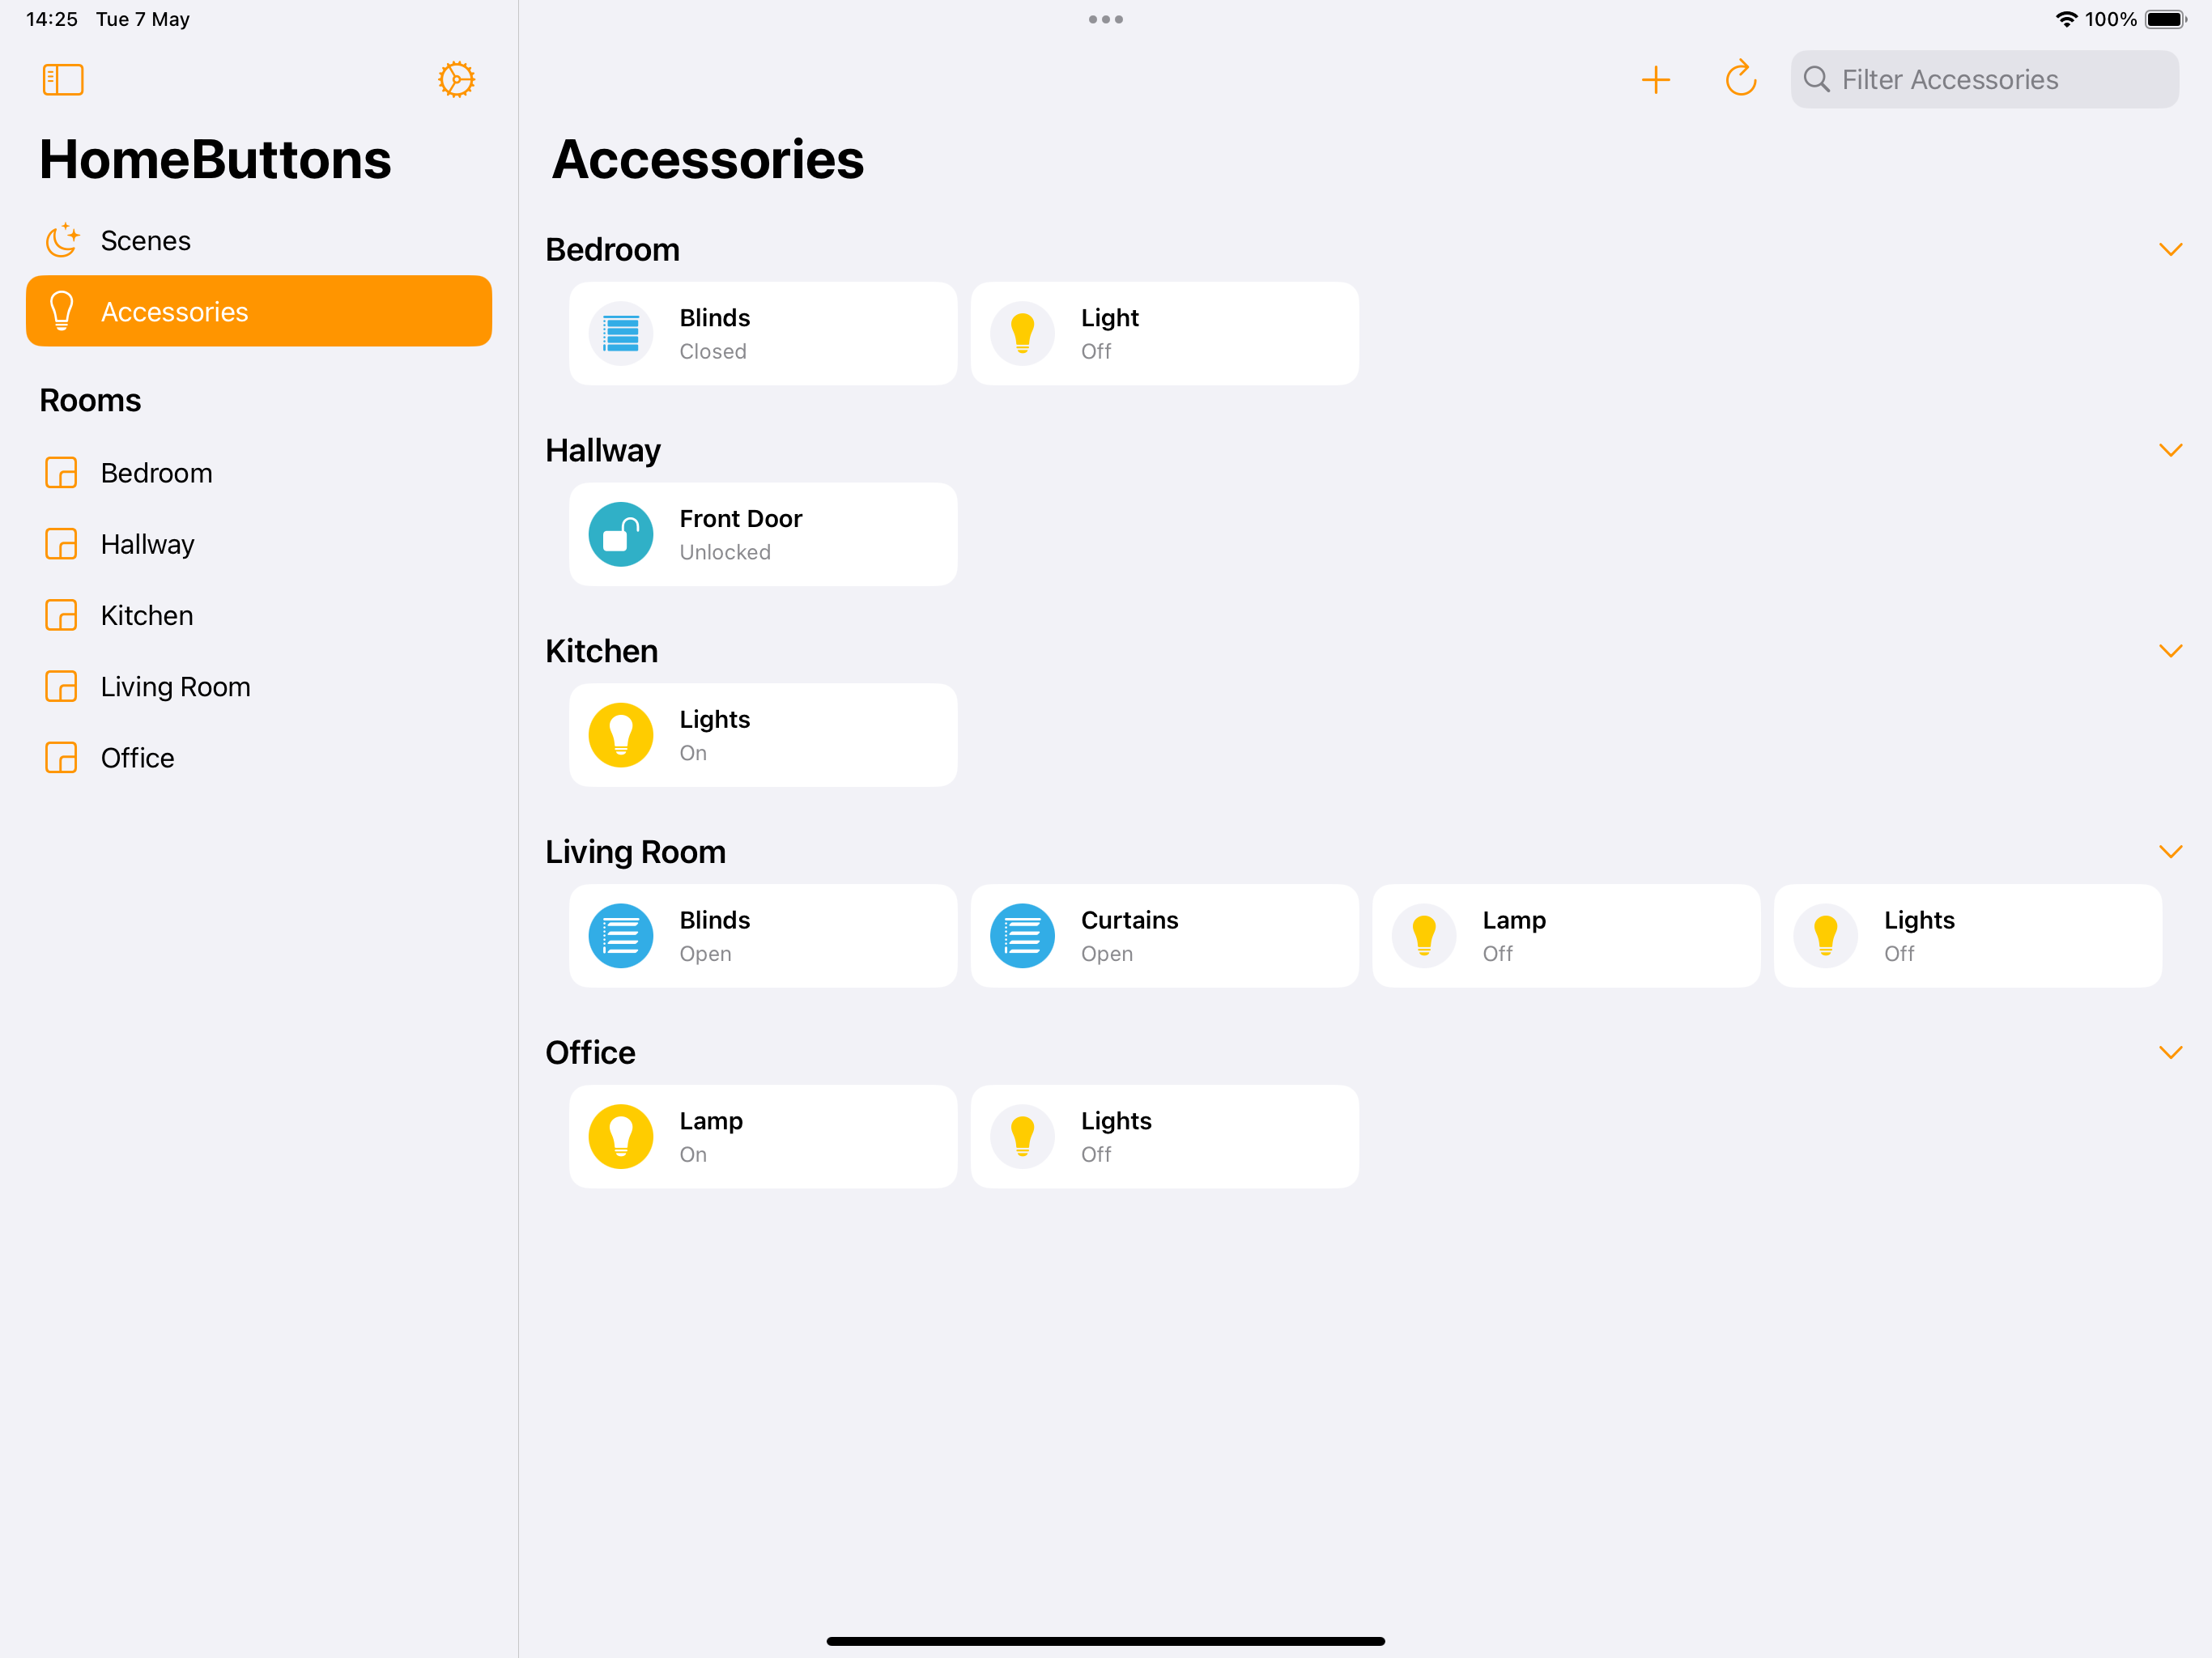 14:25 Tue 7 May
100%
HomeButtons
Scenes
Accessories
Rooms
Bedroom
Hallway
Kitchen
Living Room
Office
Filter Accessories
Accessories
Bedroom
Blinds
Closed
Light
Off
Hallway
Front Door
Unlocked
Kitchen
Lights
On
Living Room
Blinds
Open
Curtains
Open
Lamp
Off
Lights
Off
Office
Lamp
On
Lights
Off